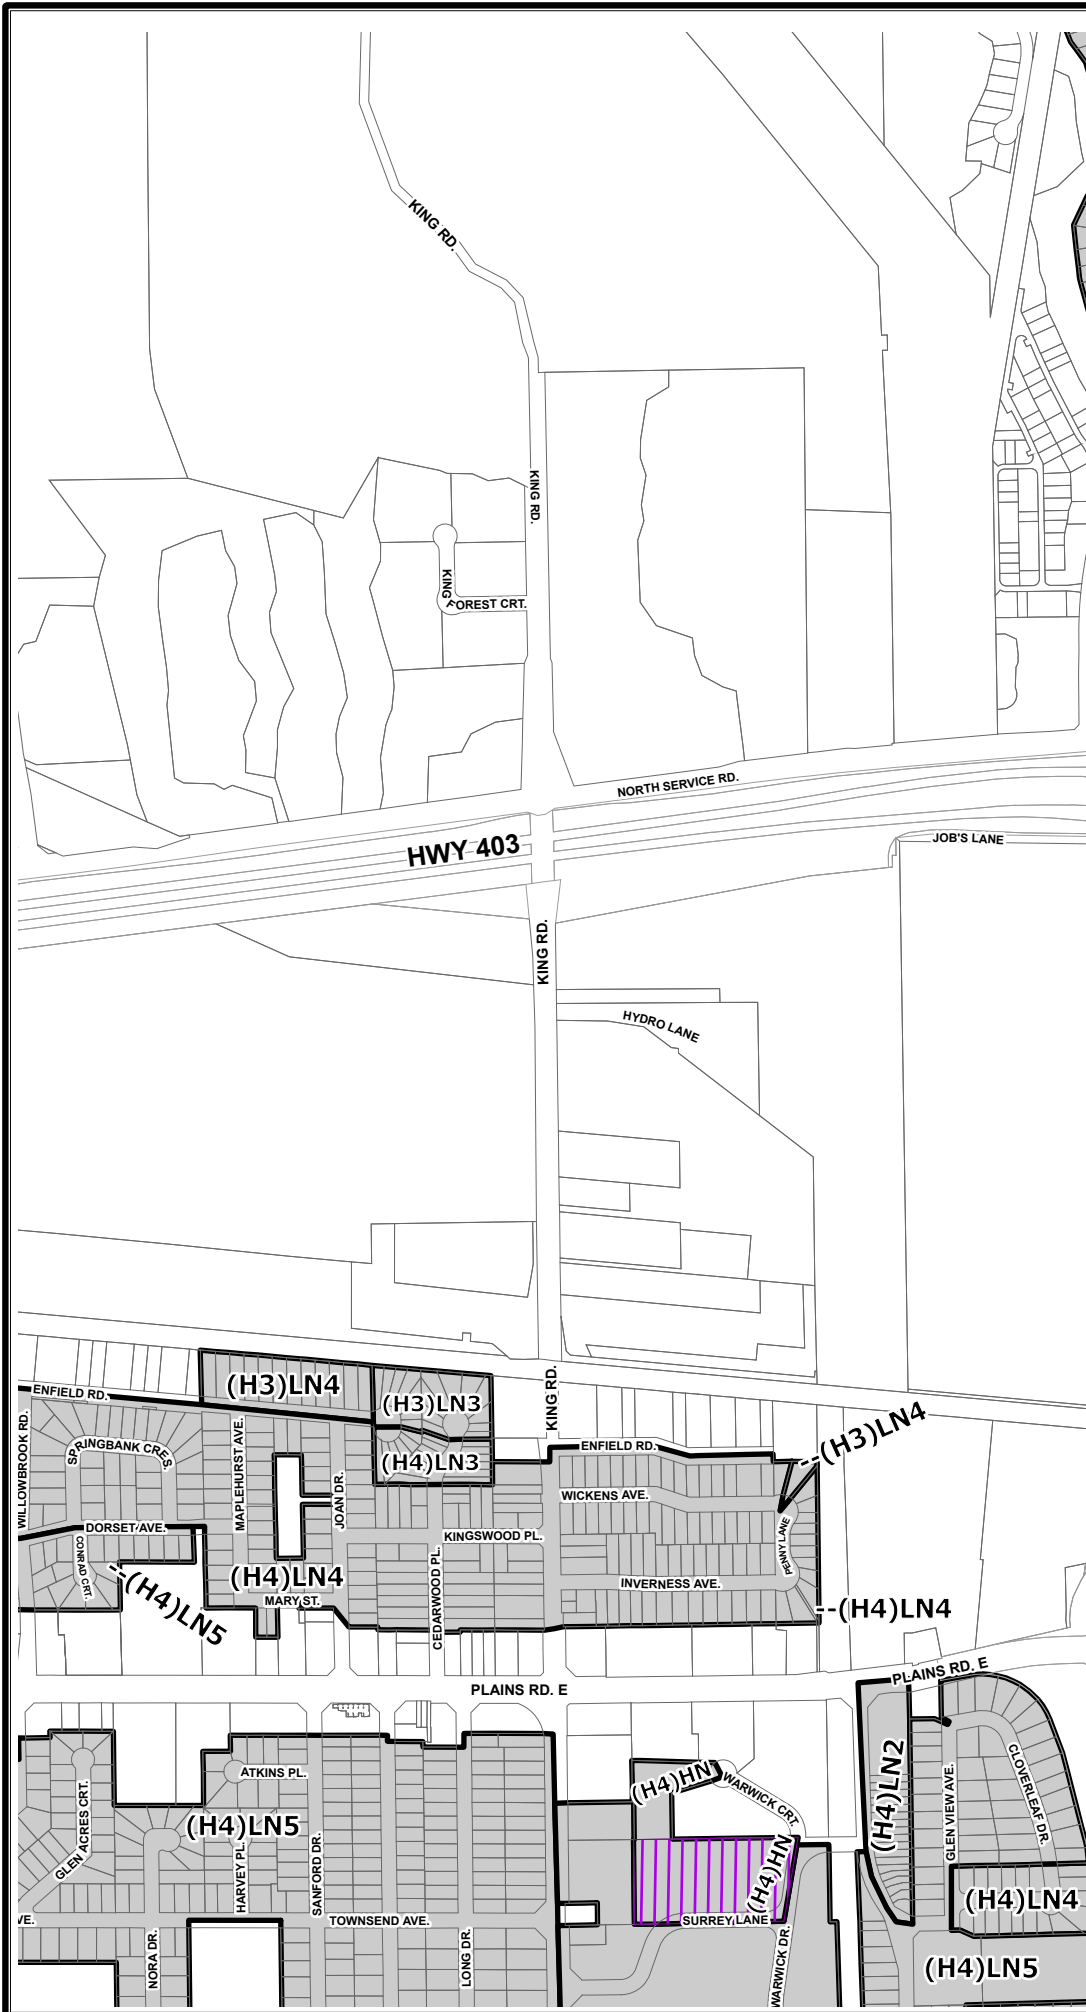 KING RD.
KING RD.
KING
FOREST CRT.
NORTH SERVICE RD.
HWY 403
JOB'S LANE
KING RD.
HYDRO LANE
KING RD.
(H3)LN4
(H3)LN3
ENFIELD RD.
(H3)LN4
ENFIELD RD.
WILLOWBROOK RD.
SPRINGBANK CRES.
MAPLEHURST AVE.
JOAN DR.
(H4)LN3
WICKENS AVE.
DORSET AVE.
KINGSWOOD PL.
PENNY LANE
CONRAD CRT.
--(H4)LN5
(H4)LN4
MARY ST.
CEDARWOOD PL.
INVERNESS AVE.
--(H4)LN4
PLAINS RD. E
PLAINS RD. E
ATKINS PL.
(H4)HN
WARWICK CRT.
(H4)LN2
GLEN VIEW AVE.
CLOVERLEAF DR.
GLEN ACRES CRT.
(H4)LN5
HARVEY PL.
SANFORD DR.
(H4)HN
(H4)LN4
VE.
TOWNSEND AVE.
SURREY LANE
NORA DR.
LONG DR.
WARWICK DR.
(H4)LN5